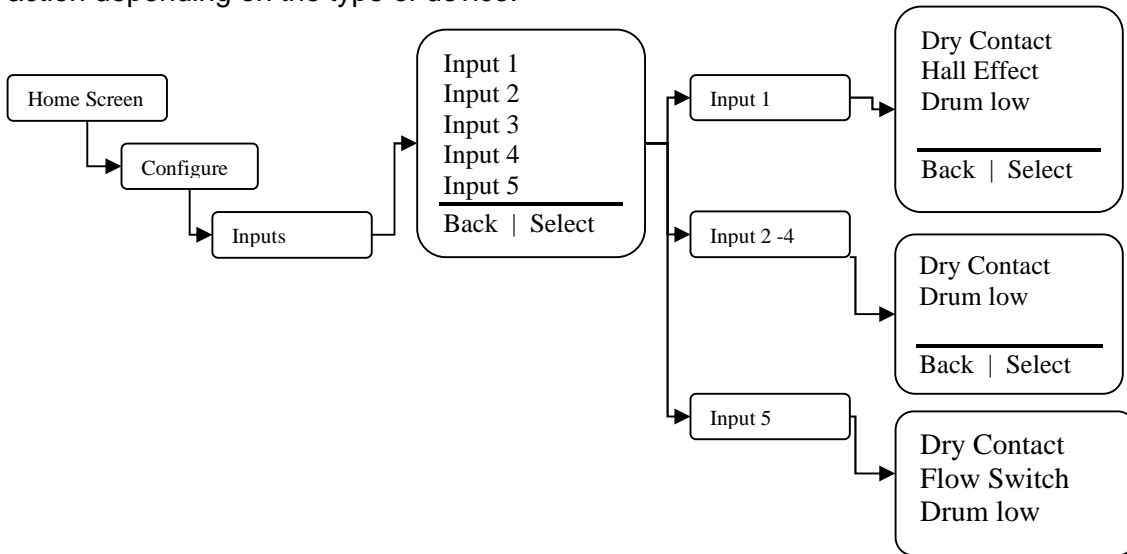 action depending on the type of device.
Home Screen
Configure
Inputs
Input 1
Input 2
Input 3
Input 4
Input 5
Back | Select
Input 1
Dry Contact
Hall Effect
Drum low
Back | Select
Input 2 -4
Dry Contact
Drum low
Back | Select
Input 5
Dry Contact
Flow Switch
Drum low